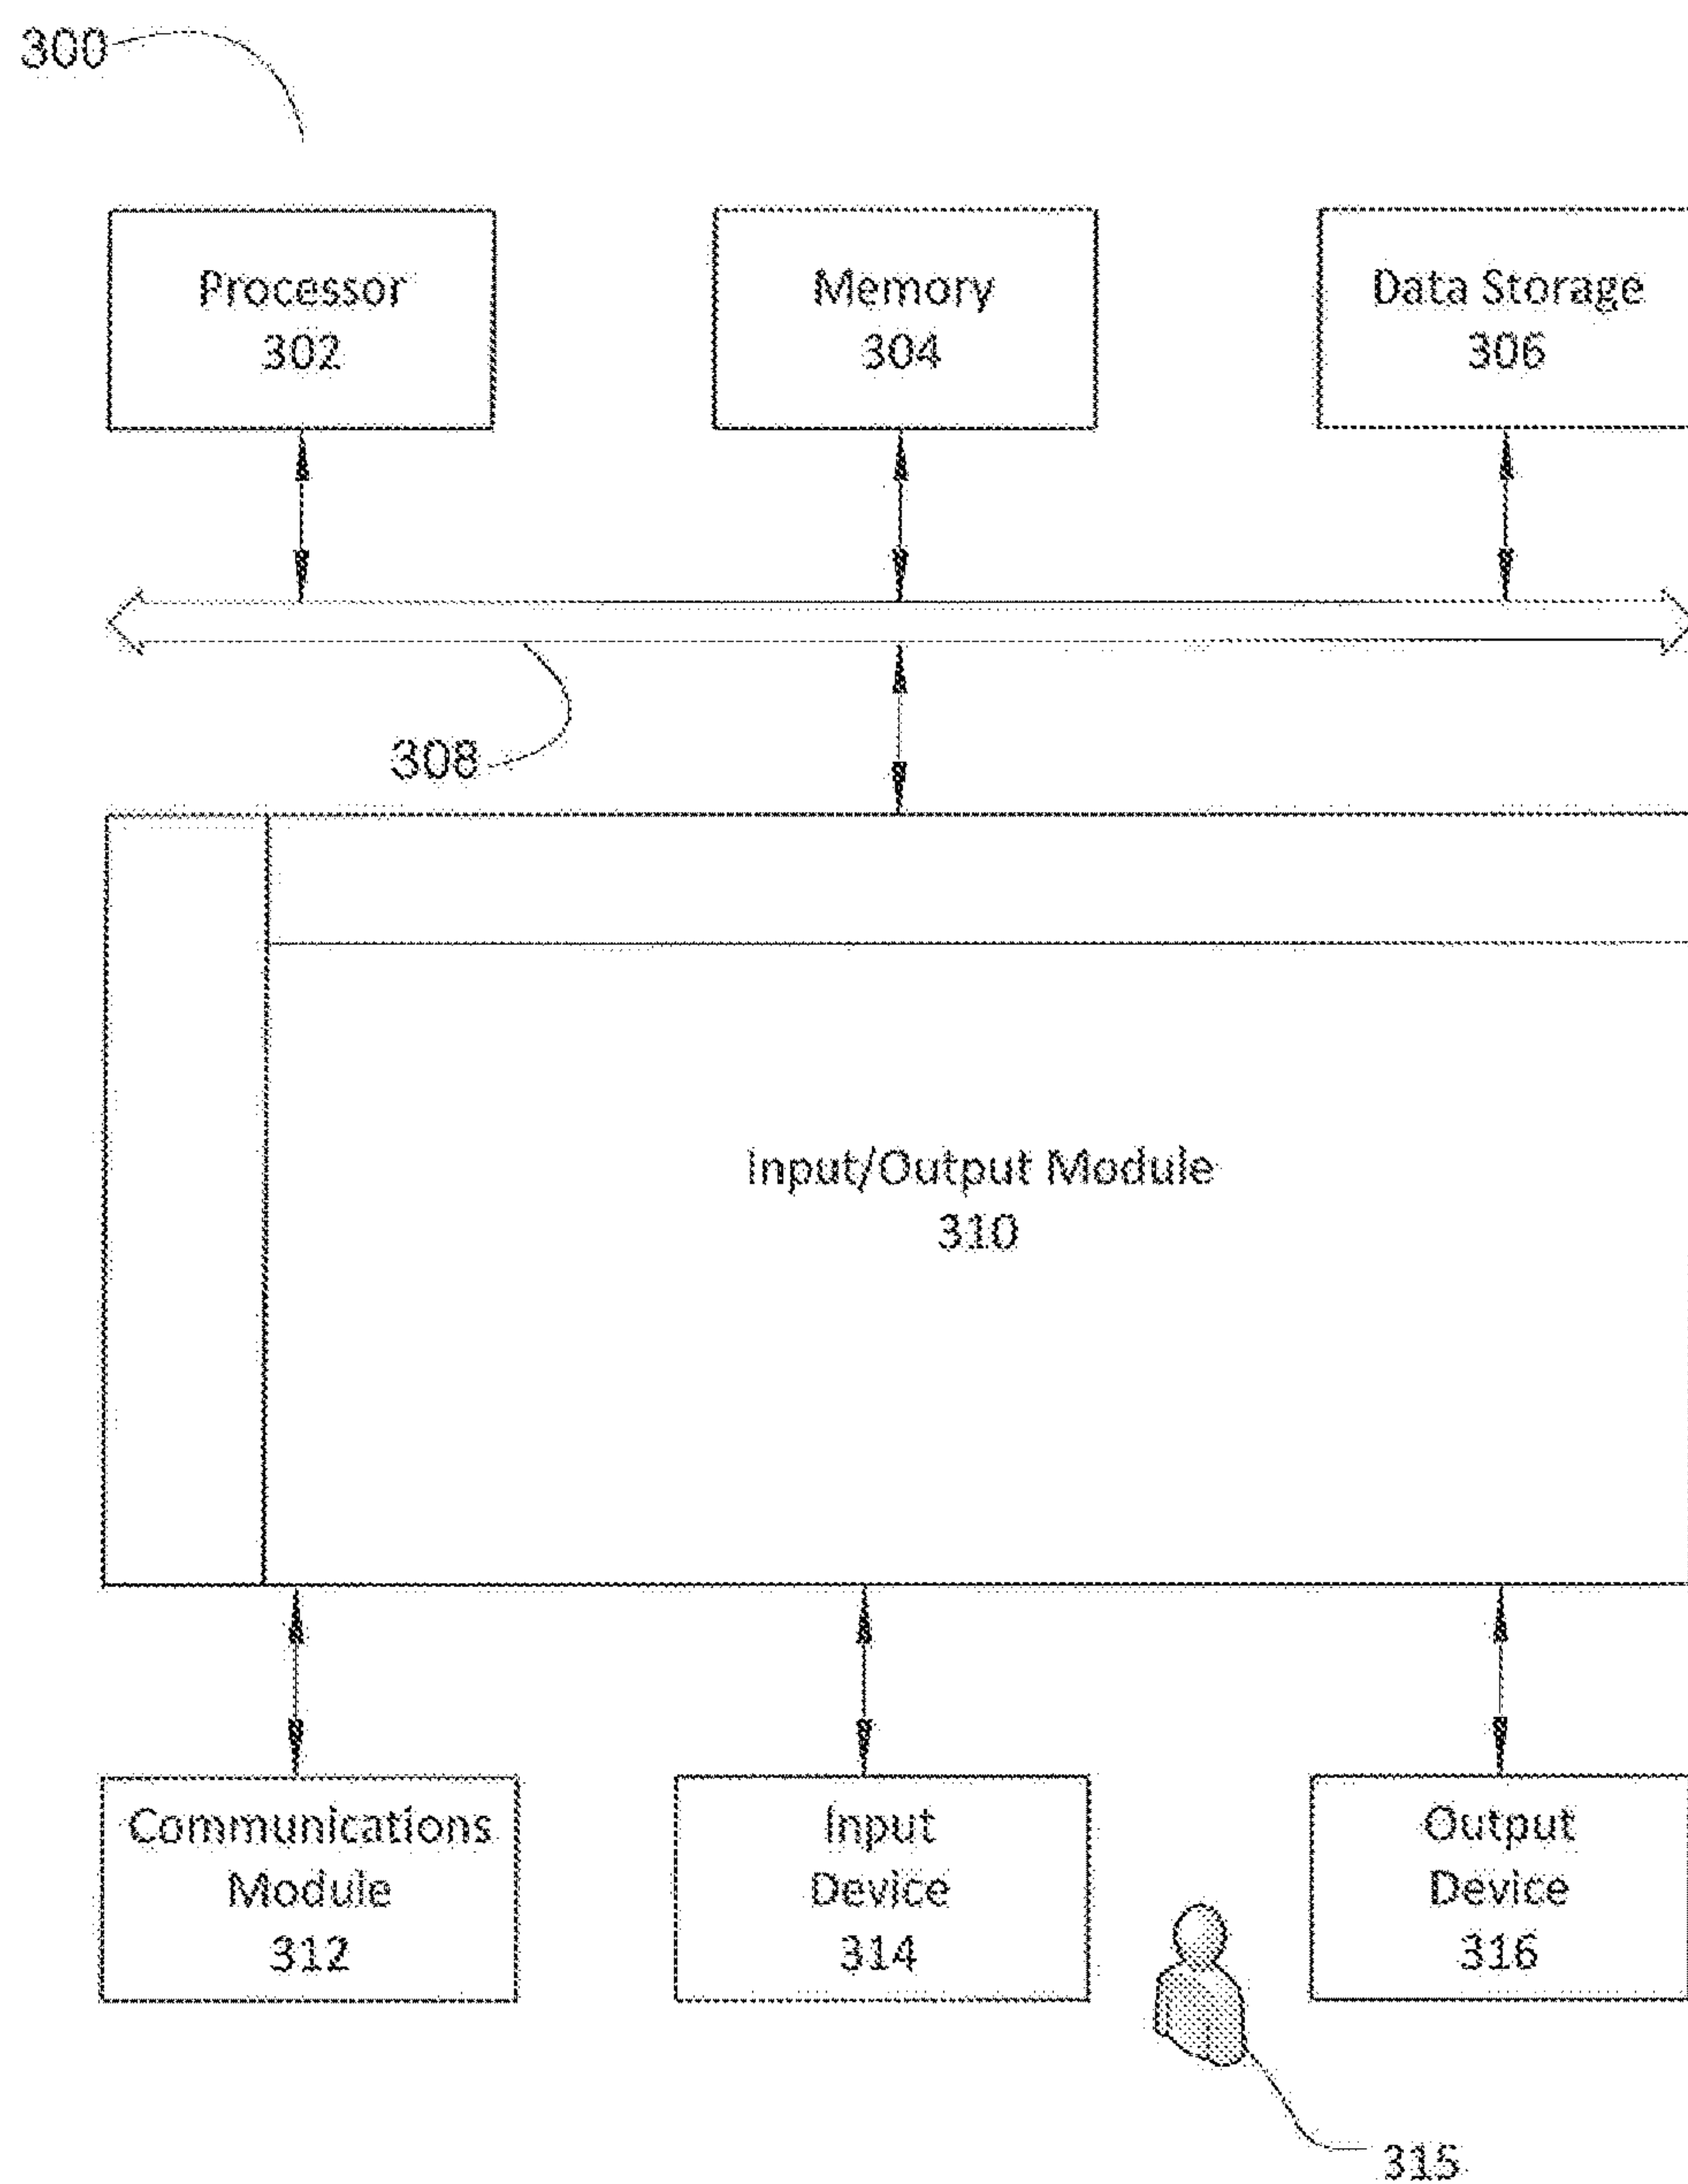 300
Processor
302
Memory
304
Data Storage
306
308
Input/Output Module
310
Communications
Module
312
Input
Device
314
Output
Device
316
315